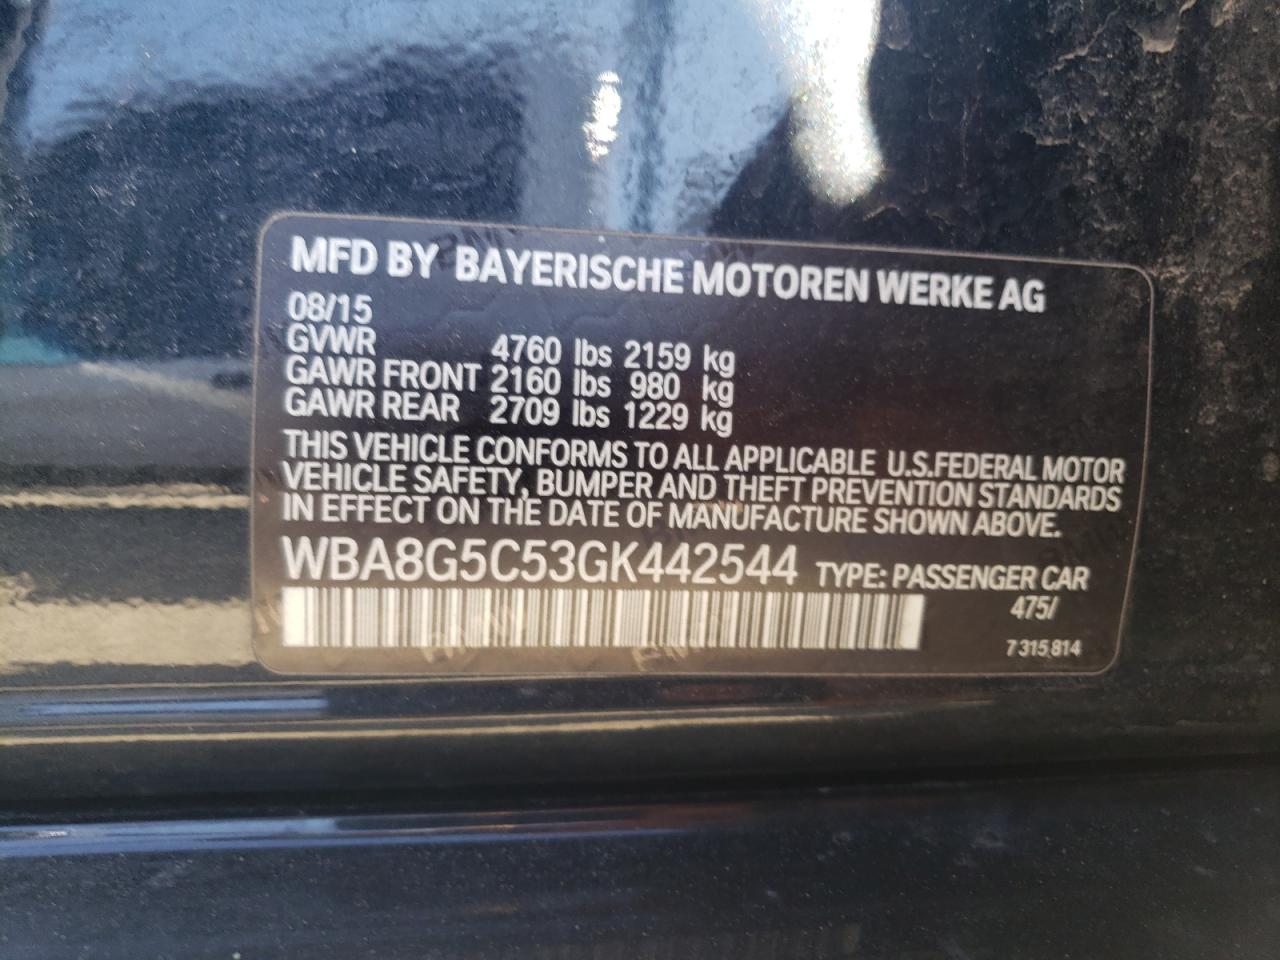 MFD BY BAYERISCHE MOTOREN WERKE AG
08/15
GVWR 4760 lbs 2159 kg
GAWR FRONT 2160 lbs 980 kg
GAWR REAR 2709 lbs 1229 kg
THIS VEHICLE CONFORMS TO ALL APPLICABLE U.S.FEDERAL MOTOR
VEHICLE SAFETY, BUMPER AND THEFT PREVENTION STANDARDS
IN EFFECT ON THE DATE OF MANUFACTURE SHOWN ABOVE.
WBA8G5C53GK442544 TYPE: PASSENGER CAR
475/
7 315 814